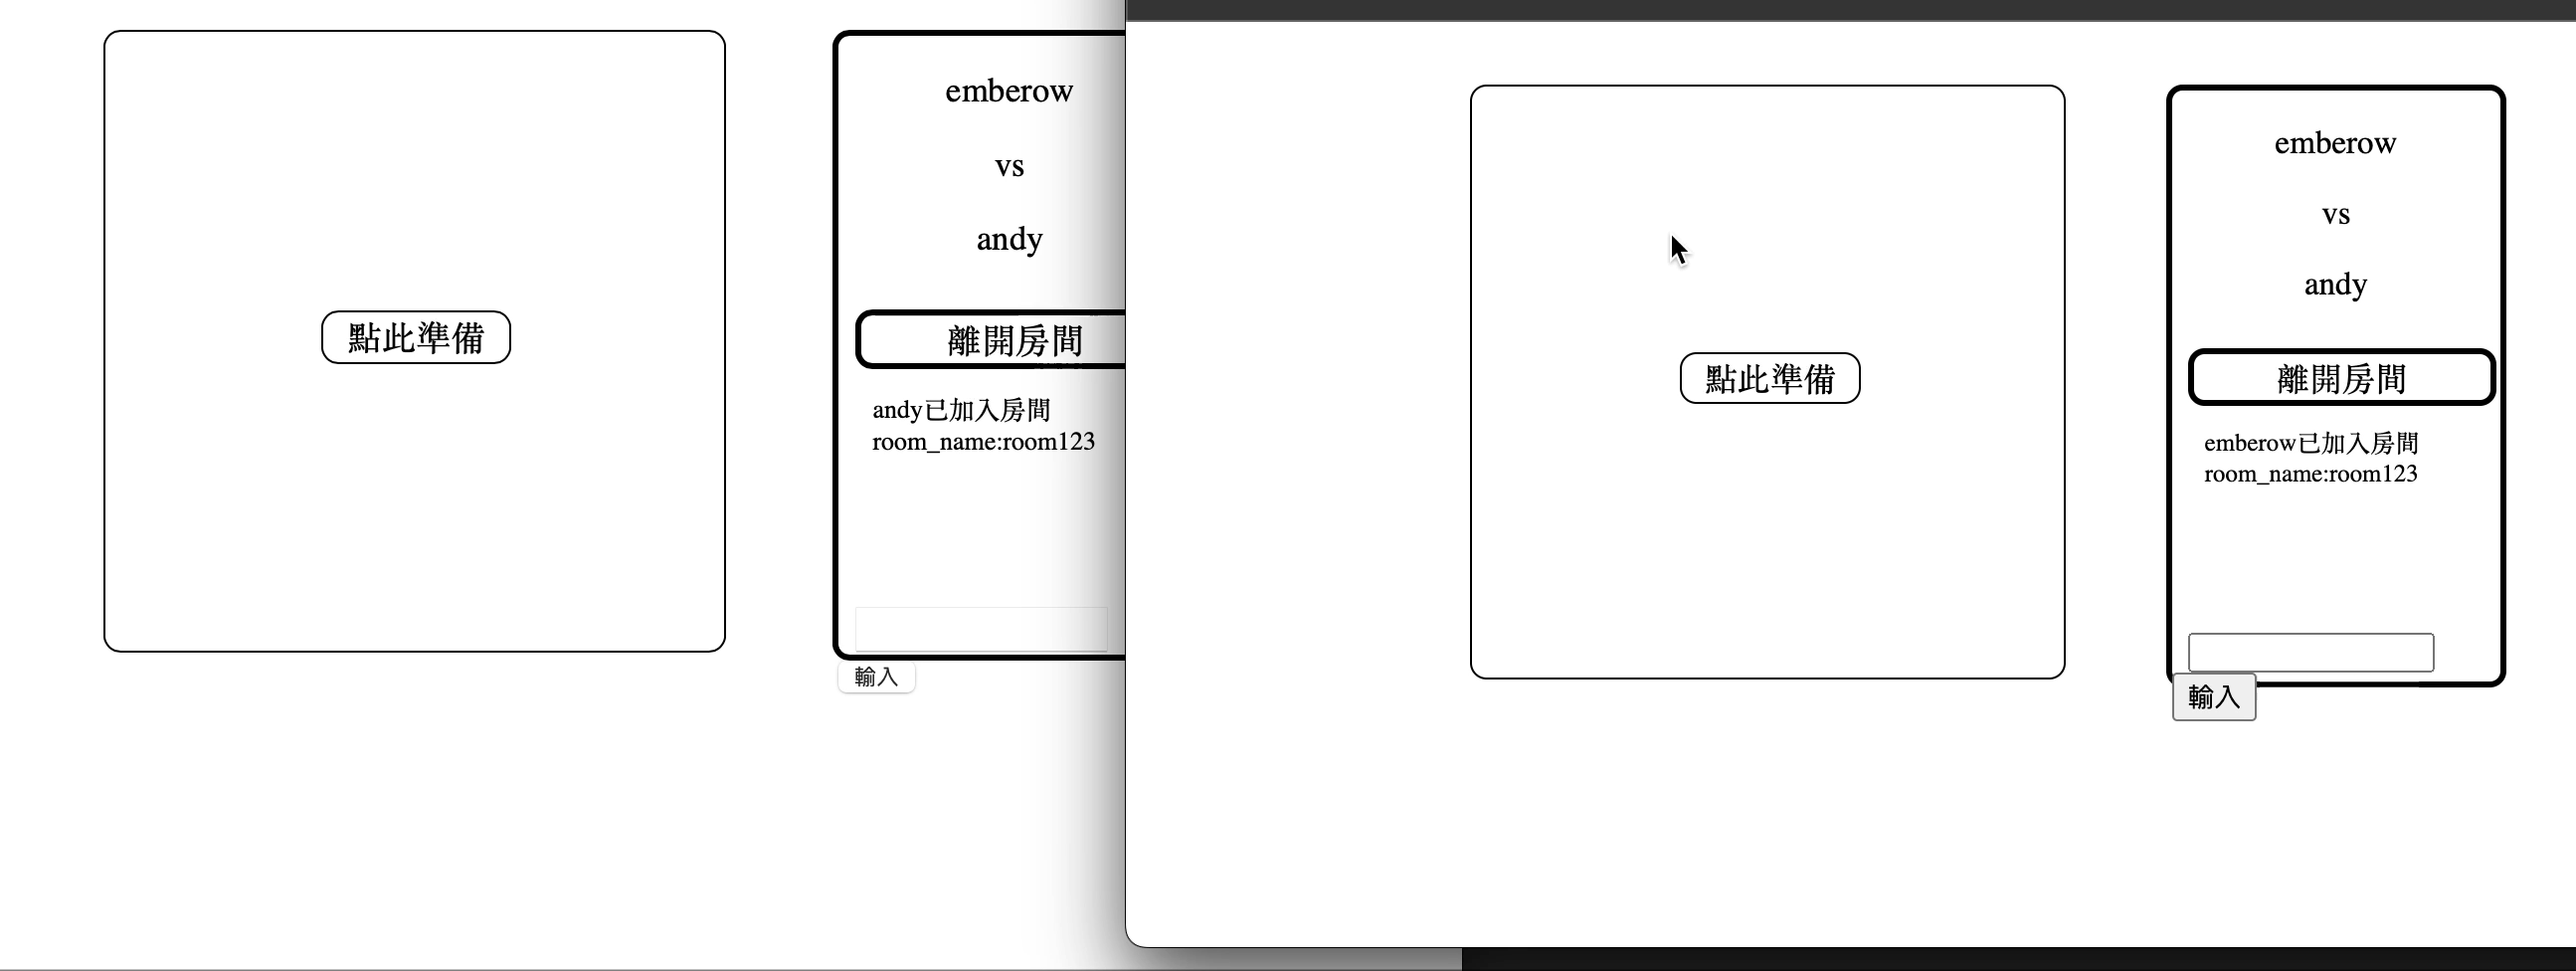 點此準備
emberow
vs
andy
離開房間
andy已加入房間
room_name:room123
輸入
點此準備
emberow
vs
andy
離開房間
emberow已加入房間
room_name:room123
輸入